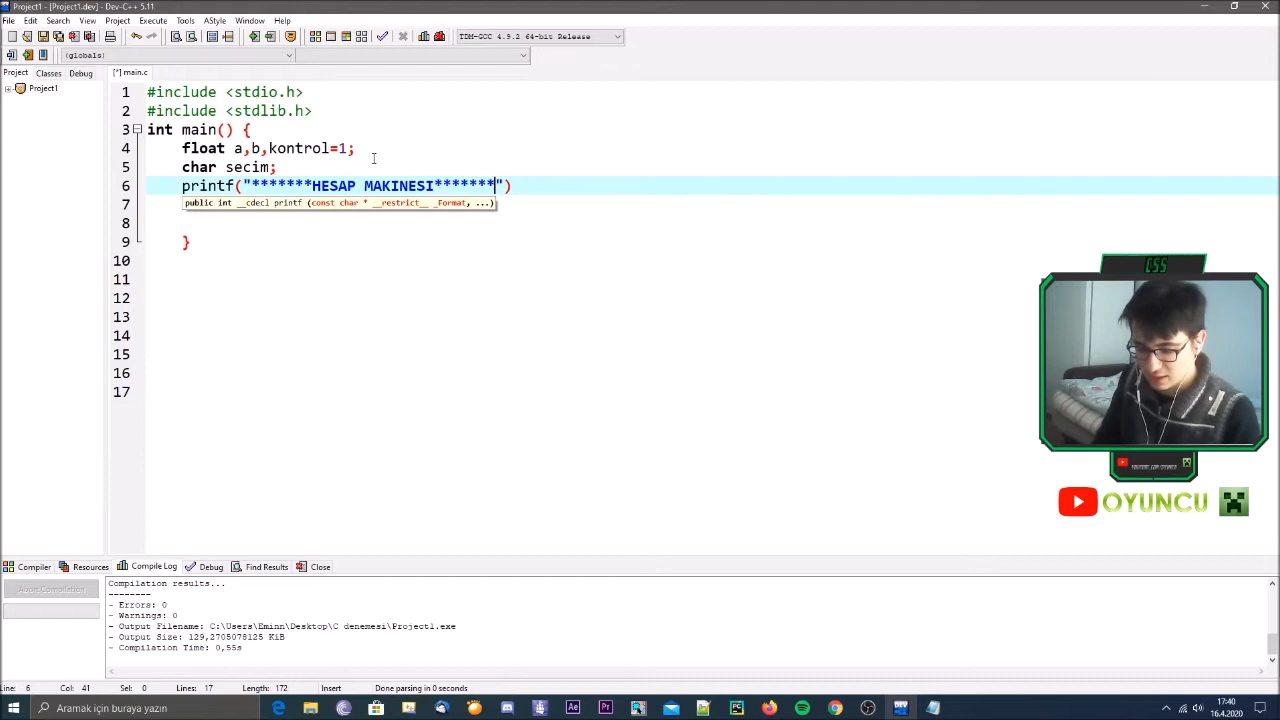 Project1 - [Project1.dev] - Dev-C++ 5.11
File Edit Search View Project Execute Tools AStyle Window Help
TDM-GCC 4.9.2 64-bit Release
(globals)
Project Classes Debug [*] main.c
Project1
1 #include <stdio.h>
2 #include <stdlib.h>
3 int main() {
4 float a,b,kontrol=1;
5 char secim;
6 printf("*******HESAP MAKINESI*******")
7 public int __cdecl printf (const char * __restrict__ _Format, ...)
8
9 }
10
11
12
13
14
15
16
17
CSS
OYUNCU
Compiler Resources Compile Log Debug Find Results Close
Abort Compilation
Compilation results...
--------
- Errors: 0
- Warnings: 0
- Output Filename: C:\Users\Eminn\Desktop\C denemesi\Project1.exe
- Output Size: 129,2705078125 KiB
- Compilation Time: 0,55s
Line: 6 Col: 41 Sel: 0 Lines: 17 Length: 172 Insert Done parsing in 0 seconds
Aramak için buraya yazın
Ae Pr DEV
17:40
16.4.2020